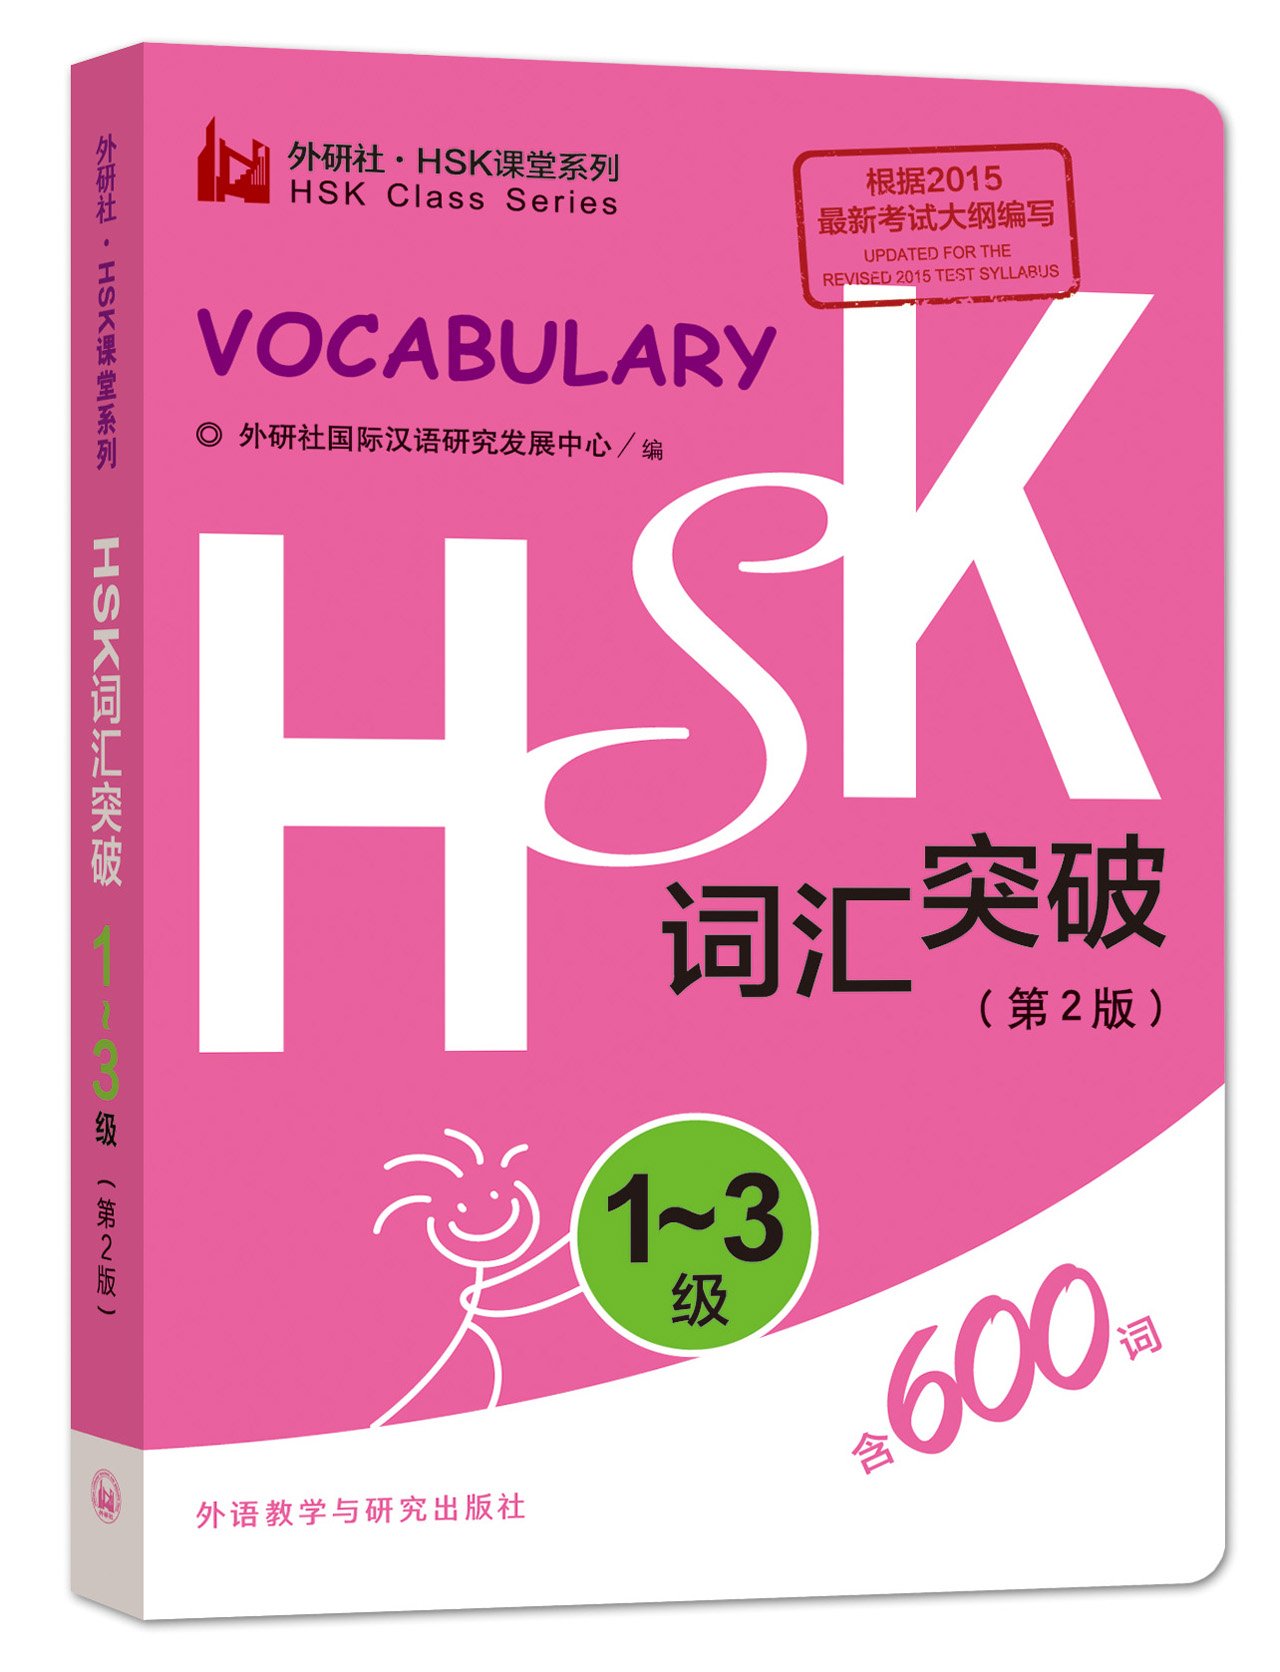 外研社·HSK课堂系列
HSK Class Series
根据2015
最新考试大纲编写
UPDATED FOR THE
REVISED 2015 TEST SYLLABUS
VOCABULARY
◎ 外研社国际汉语研究发展中心/编
HSK
词汇突破
(第2版)
1~3
级
含600词
外语教学与研究出版社
外研社·HSK课堂系列
HSK词汇突破
1~3级
(第2版)